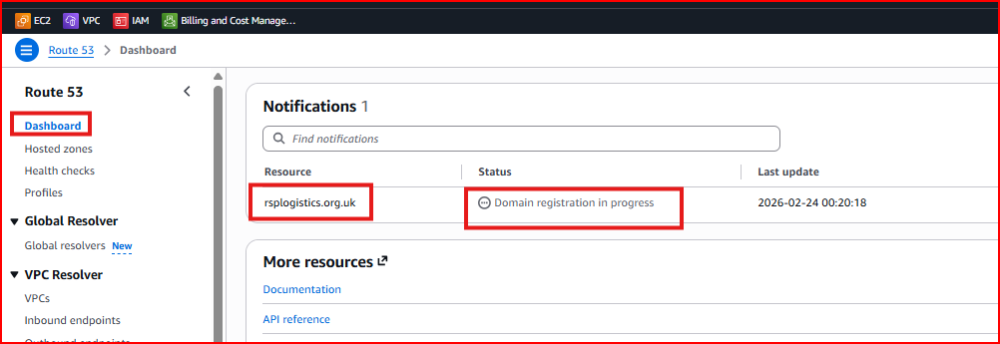 EC2 VPC IAM Billing and Cost Manage...
Route 53 > Dashboard
Route 53
Dashboard
Hosted zones
Health checks
Profiles
Global Resolver
Global resolvers New
VPC Resolver
VPCs
Inbound endpoints
Outbound endpoints
Notifications 1
Find notifications
Resource Status Last update
rsplogistics.org.uk Domain registration in progress 2026-02-24 00:20:18
More resources
Documentation
API reference